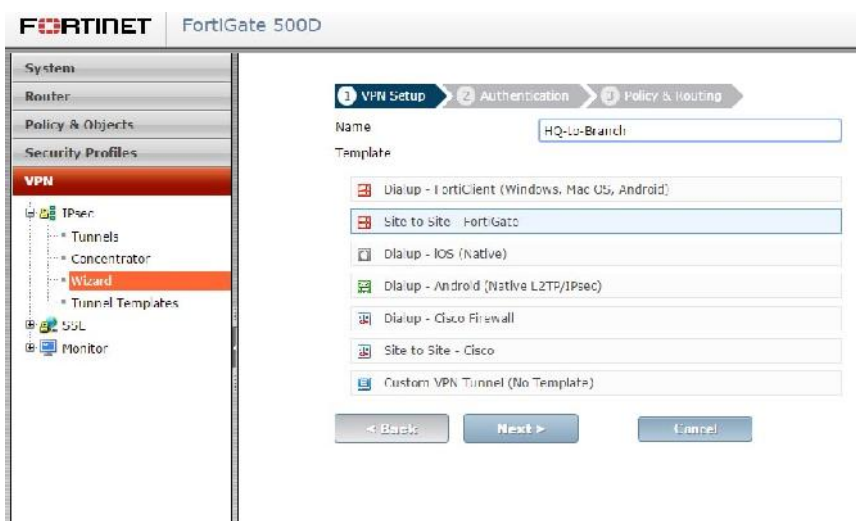 FORTINET FortiGate 500D
System
Router
Policy & Objects
Security Profiles
VPN
IPsec
Tunnels
Concentrator
Wizard
Tunnel Templates
SSL
Monitor
1 VPN Setup 2 Authentication 3 Policy & Routing
Name HQ-to-Branch
Template
Dialup - FortiClient (Windows, Mac OS, Android)
Site to Site - FortiGate
Dialup - iOS (Native)
Dialup - Android (Native L2TP/IPsec)
Dialup - Cisco Firewall
Site to Site - Cisco
Custom VPN Tunnel (No Template)
< Back Next > Cancel